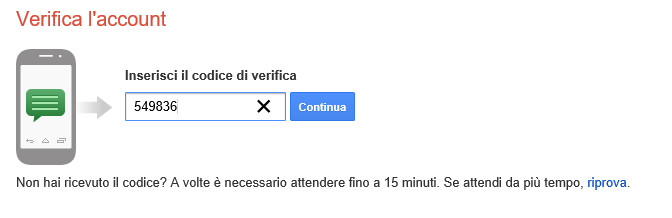 Verifica l'account
Inserisci il codice di verifica
549836
Continua
Non hai ricevuto il codice? A volte è necessario attendere fino a 15 minuti. Se attendi da più tempo, riprova.